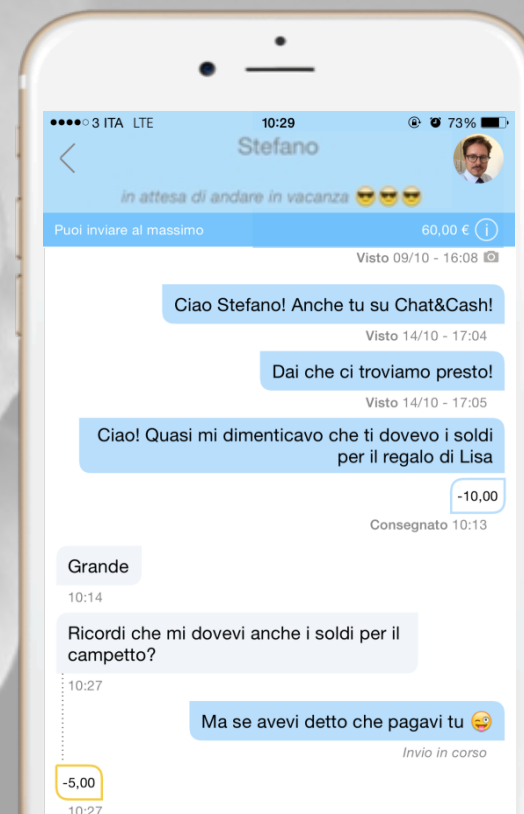 3 ITA LTE 10:29 73%
Stefano
in attesa di andare in vacanza 😎😎😎
Puoi inviare al massimo 60,00 € i
Visto 09/10 - 16:08
Ciao Stefano! Anche tu su Chat&Cash!
Visto 14/10 - 17:04
Dai che ci troviamo presto!
Visto 14/10 - 17:05
Ciao! Quasi mi dimenticavo che ti dovevo i soldi
per il regalo di Lisa
-10,00
Consegnato 10:13
Grande
10:14
Ricordi che mi dovevi anche i soldi per il
campetto?
10:27
Ma se avevi detto che pagavi tu 😜
Invio in corso
-5,00
10:27